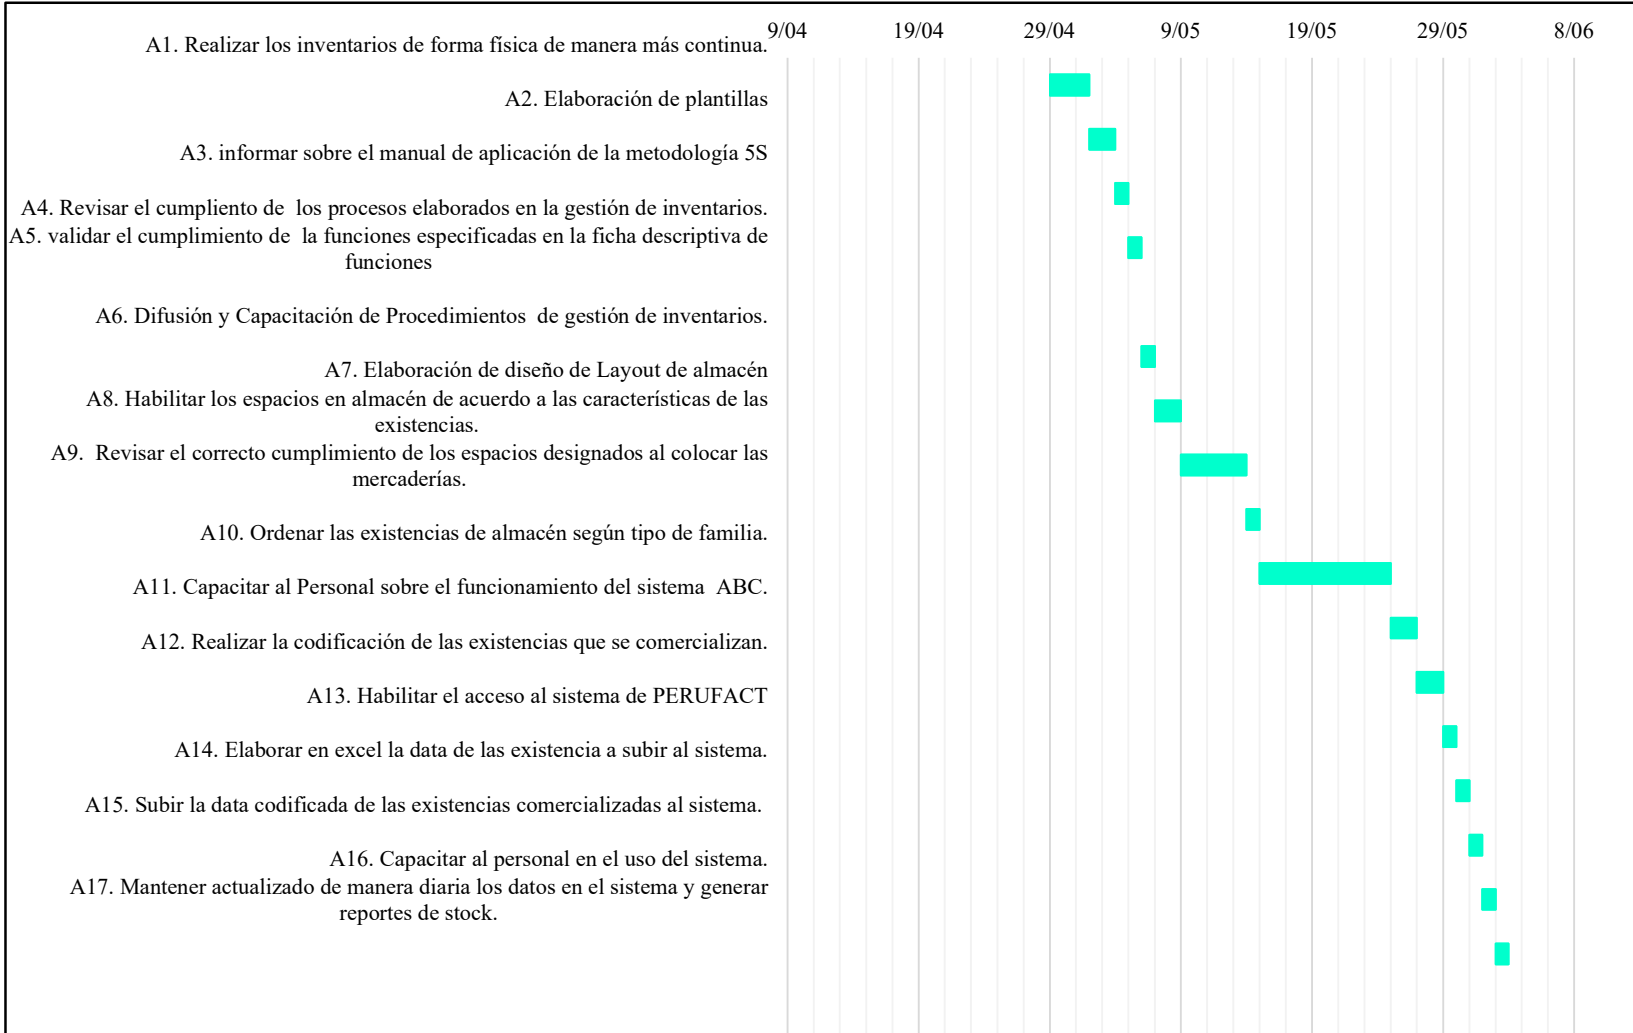 9/04 19/04 29/04 9/05 19/05 29/05 8/06
A1. Realizar los inventarios de forma física de manera más continua.
A2. Elaboración de plantillas
A3. informar sobre el manual de aplicación de la metodología 5S
A4. Revisar el cumpliento de  los procesos elaborados en la gestión de inventarios.
A5. validar el cumplimiento de  la funciones especificadas en la ficha descriptiva de
funciones
A6. Difusión y Capacitación de Procedimientos  de gestión de inventarios.
A7. Elaboración de diseño de Layout de almacén
A8. Habilitar los espacios en almacén de acuerdo a las características de las
existencias.
A9.  Revisar el correcto cumplimiento de los espacios designados al colocar las
mercaderías.
A10. Ordenar las existencias de almacén según tipo de familia.
A11. Capacitar al Personal sobre el funcionamiento del sistema  ABC.
A12. Realizar la codificación de las existencias que se comercializan.
A13. Habilitar el acceso al sistema de PERUFACT
A14. Elaborar en excel la data de las existencia a subir al sistema.
A15. Subir la data codificada de las existencias comercializadas al sistema.
A16. Capacitar al personal en el uso del sistema.
A17. Mantener actualizado de manera diaria los datos en el sistema y generar
reportes de stock.